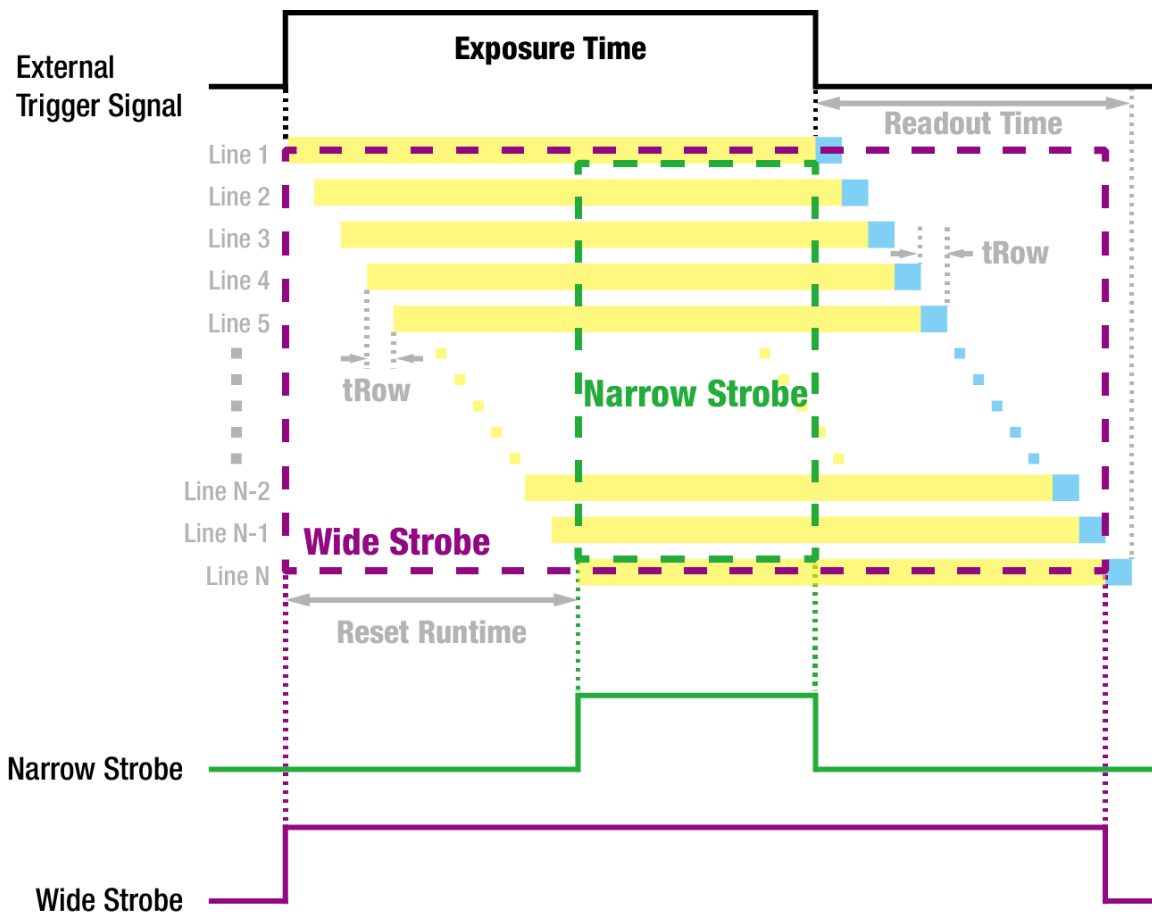 Exposure Time
External
Trigger Signal
Readout Time
Line 1
Line 2
Line 3
tRow
Line 4
Line 5
tRow
Narrow Strobe
Line N-2
Line N-1
Wide Strobe
Line N
Reset Runtime
Narrow Strobe
Wide Strobe